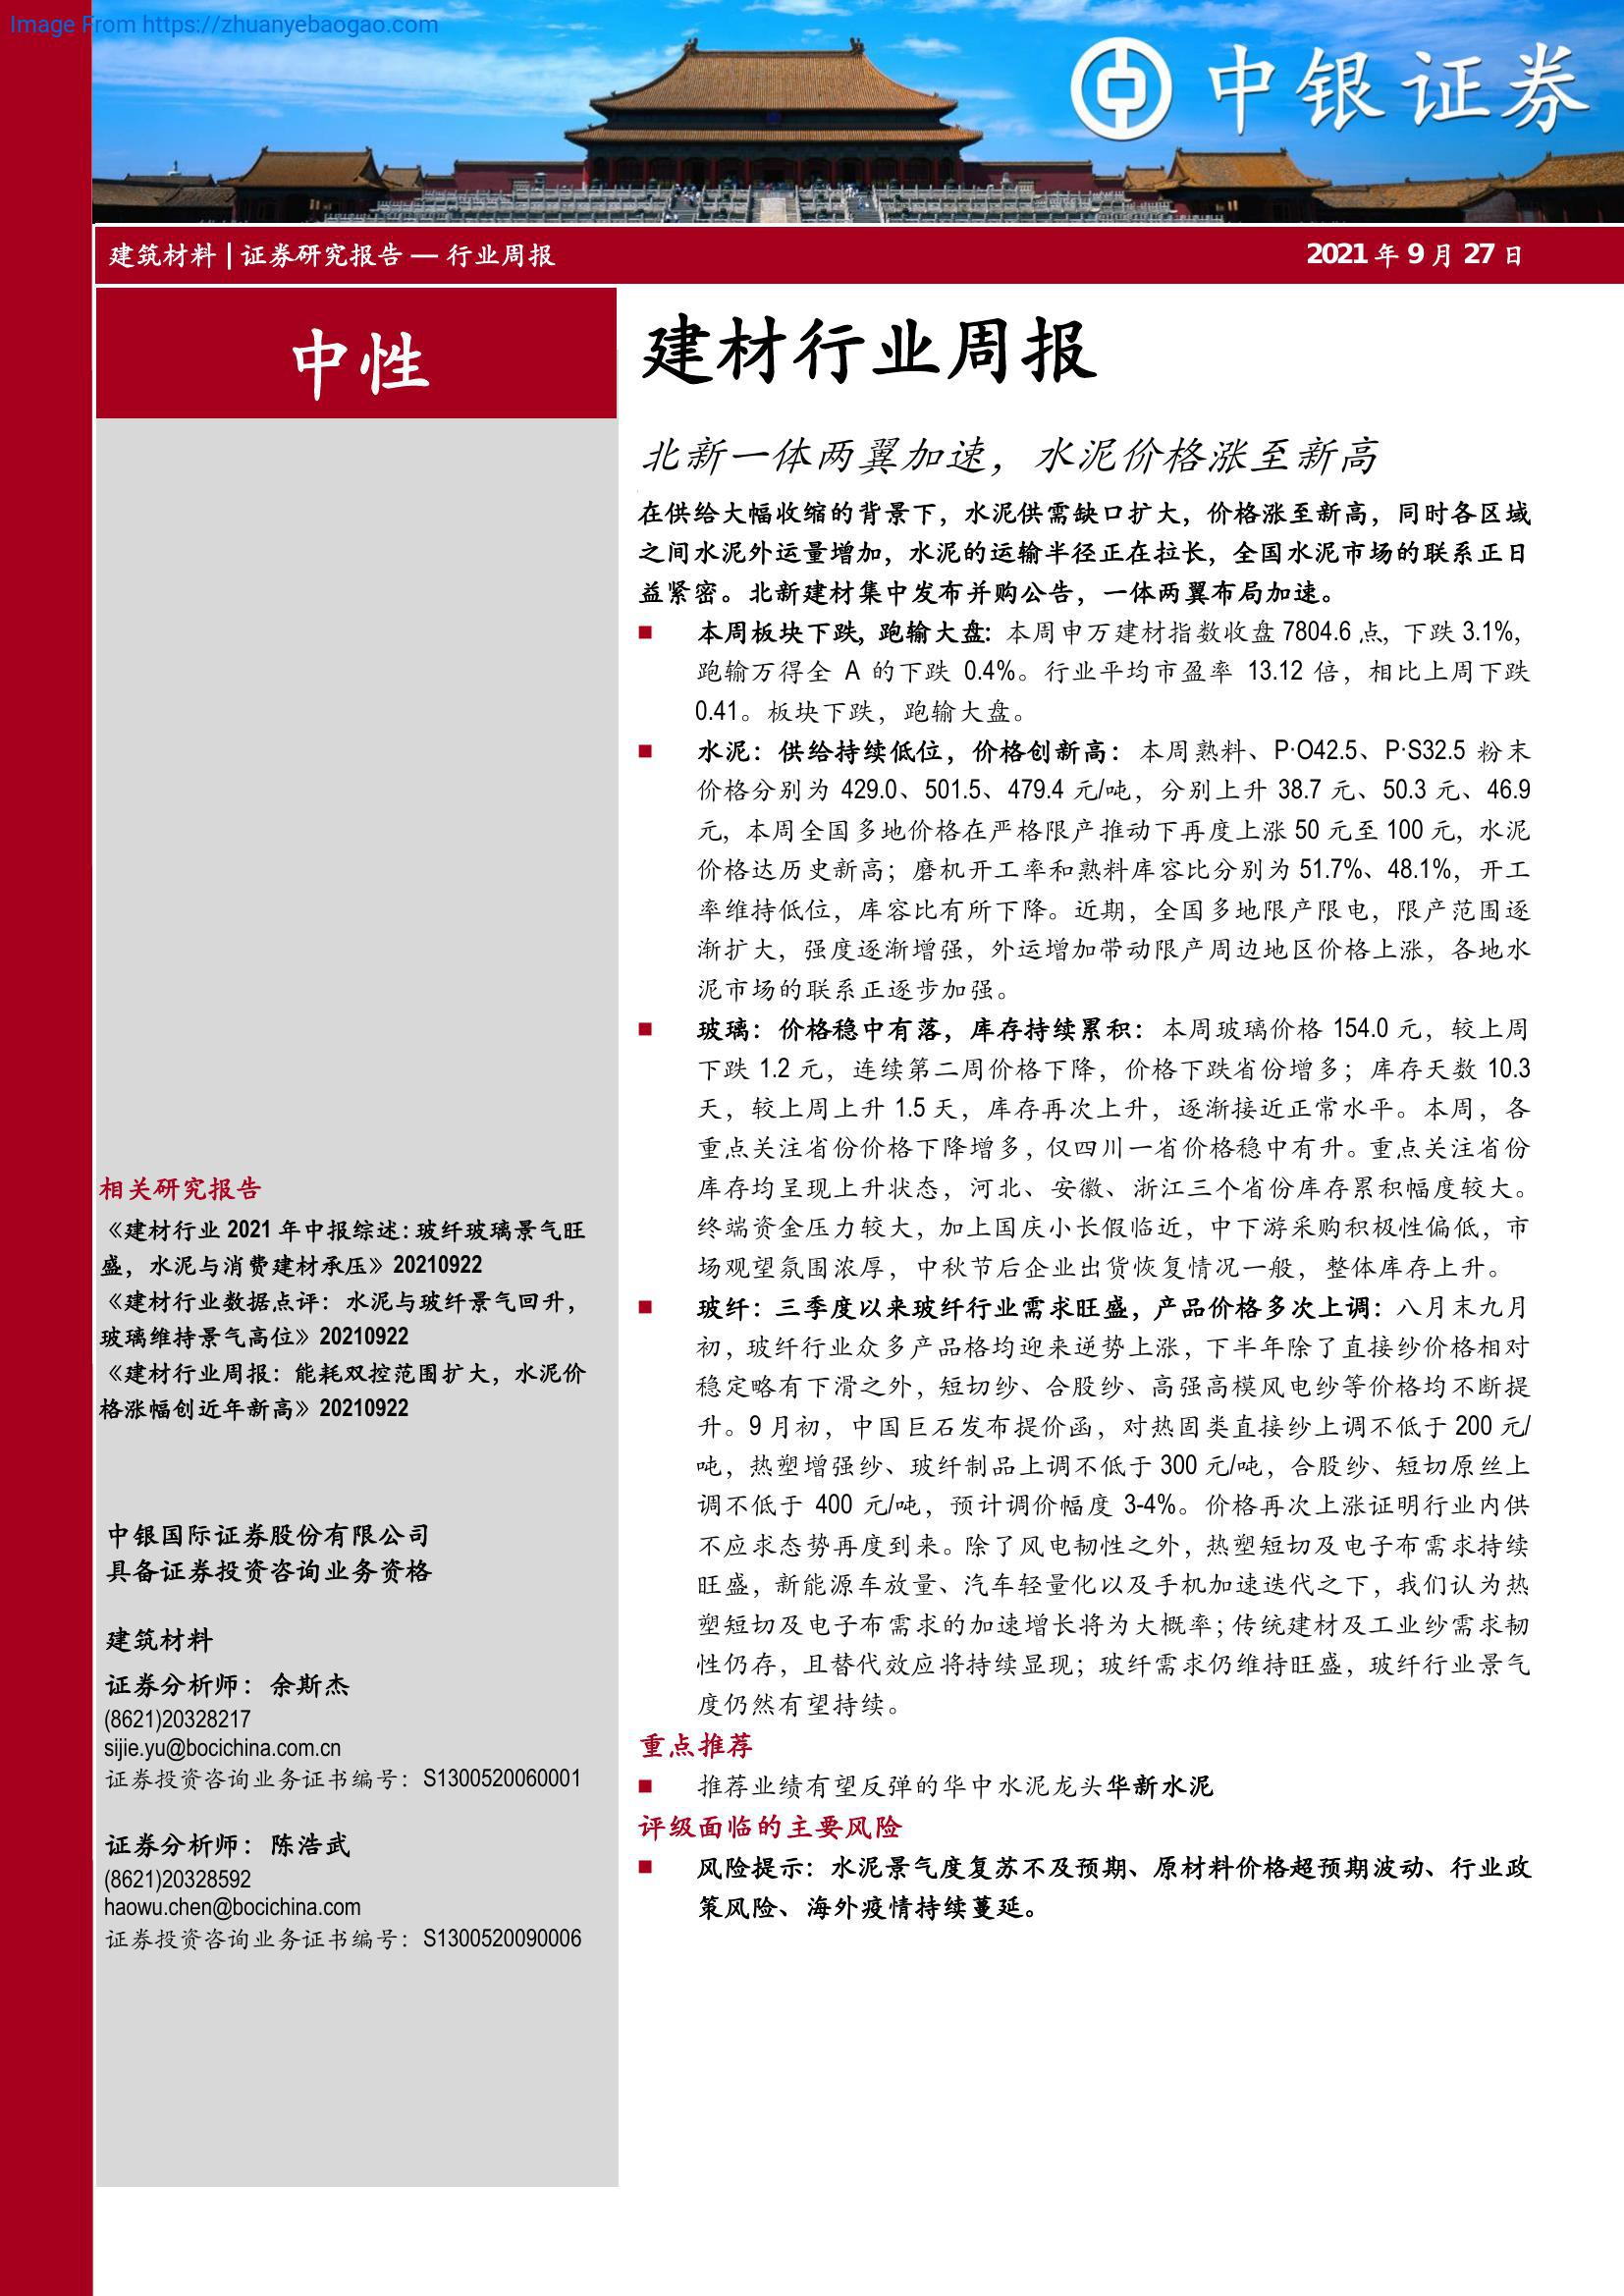 Image From https://zhuanyebaogao.com
中银证券
建筑材料 | 证券研究报告 — 行业周报
2021 年 9 月 27 日
中性
建材行业周报
北新一体两翼加速，水泥价格涨至新高
在供给大幅收缩的背景下，水泥供需缺口扩大，价格涨至新高，同时各区域
之间水泥外运量增加，水泥的运输半径正在拉长，全国水泥市场的联系正日
益紧密。北新建材集中发布并购公告，一体两翼布局加速。
■ 本周板块下跌，跑输大盘：本周申万建材指数收盘 7804.6 点，下跌 3.1%，
跑输万得全 A 的下跌 0.4%。行业平均市盈率 13.12 倍，相比上周下跌
0.41。板块下跌，跑输大盘。
■ 水泥：供给持续低位，价格创新高：本周熟料、P·O42.5、P·S32.5 粉末
价格分别为 429.0、501.5、479.4 元/吨，分别上升 38.7 元、50.3 元、46.9
元，本周全国多地价格在严格限产推动下再度上涨 50 元至 100 元，水泥
价格达历史新高；磨机开工率和熟料库容比分别为 51.7%、48.1%，开工
率维持低位，库容比有所下降。近期，全国多地限产限电，限产范围逐
渐扩大，强度逐渐增强，外运增加带动限产周边地区价格上涨，各地水
泥市场的联系正逐步加强。
■ 玻璃：价格稳中有落，库存持续累积：本周玻璃价格 154.0 元，较上周
下跌 1.2 元，连续第二周价格下降，价格下跌省份增多；库存天数 10.3
天，较上周上升 1.5 天，库存再次上升，逐渐接近正常水平。本周，各
重点关注省份价格下降增多，仅四川一省价格稳中有升。重点关注省份
库存均呈现上升状态，河北、安徽、浙江三个省份库存累积幅度较大。
终端资金压力较大，加上国庆小长假临近，中下游采购积极性偏低，市
场观望氛围浓厚，中秋节后企业出货恢复情况一般，整体库存上升。
■ 玻纤：三季度以来玻纤行业需求旺盛，产品价格多次上调：八月末九月
初，玻纤行业众多产品格均迎来逆势上涨，下半年除了直接纱价格相对
稳定略有下滑之外，短切纱、合股纱、高强高模风电纱等价格均不断提
升。9 月初，中国巨石发布提价函，对热固类直接纱上调不低于 200 元/
吨，热塑增强纱、玻纤制品上调不低于 300 元/吨，合股纱、短切原丝上
调不低于 400 元/吨，预计调价幅度 3-4%。价格再次上涨证明行业内供
不应求态势再度到来。除了风电韧性之外，热塑短切及电子布需求持续
旺盛，新能源车放量、汽车轻量化以及手机加速迭代之下，我们认为热
塑短切及电子布需求的加速增长将为大概率；传统建材及工业纱需求韧
性仍存，且替代效应将持续显现；玻纤需求仍维持旺盛，玻纤行业景气
度仍然有望持续。
重点推荐
■ 推荐业绩有望反弹的华中水泥龙头华新水泥
评级面临的主要风险
■ 风险提示：水泥景气度复苏不及预期、原材料价格超预期波动、行业政
策风险、海外疫情持续蔓延。
相关研究报告
《建材行业 2021 年中报综述：玻纤玻璃景气旺
盛，水泥与消费建材承压》20210922
《建材行业数据点评：水泥与玻纤景气回升，
玻璃维持景气高位》20210922
《建材行业周报：能耗双控范围扩大，水泥价
格涨幅创近年新高》20210922
中银国际证券股份有限公司
具备证券投资咨询业务资格
建筑材料
证券分析师：余斯杰
(8621)20328217
sijie.yu@bocichina.com.cn
证券投资咨询业务证书编号：S1300520060001
证券分析师：陈浩武
(8621)20328592
haowu.chen@bocichina.com
证券投资咨询业务证书编号：S1300520090006